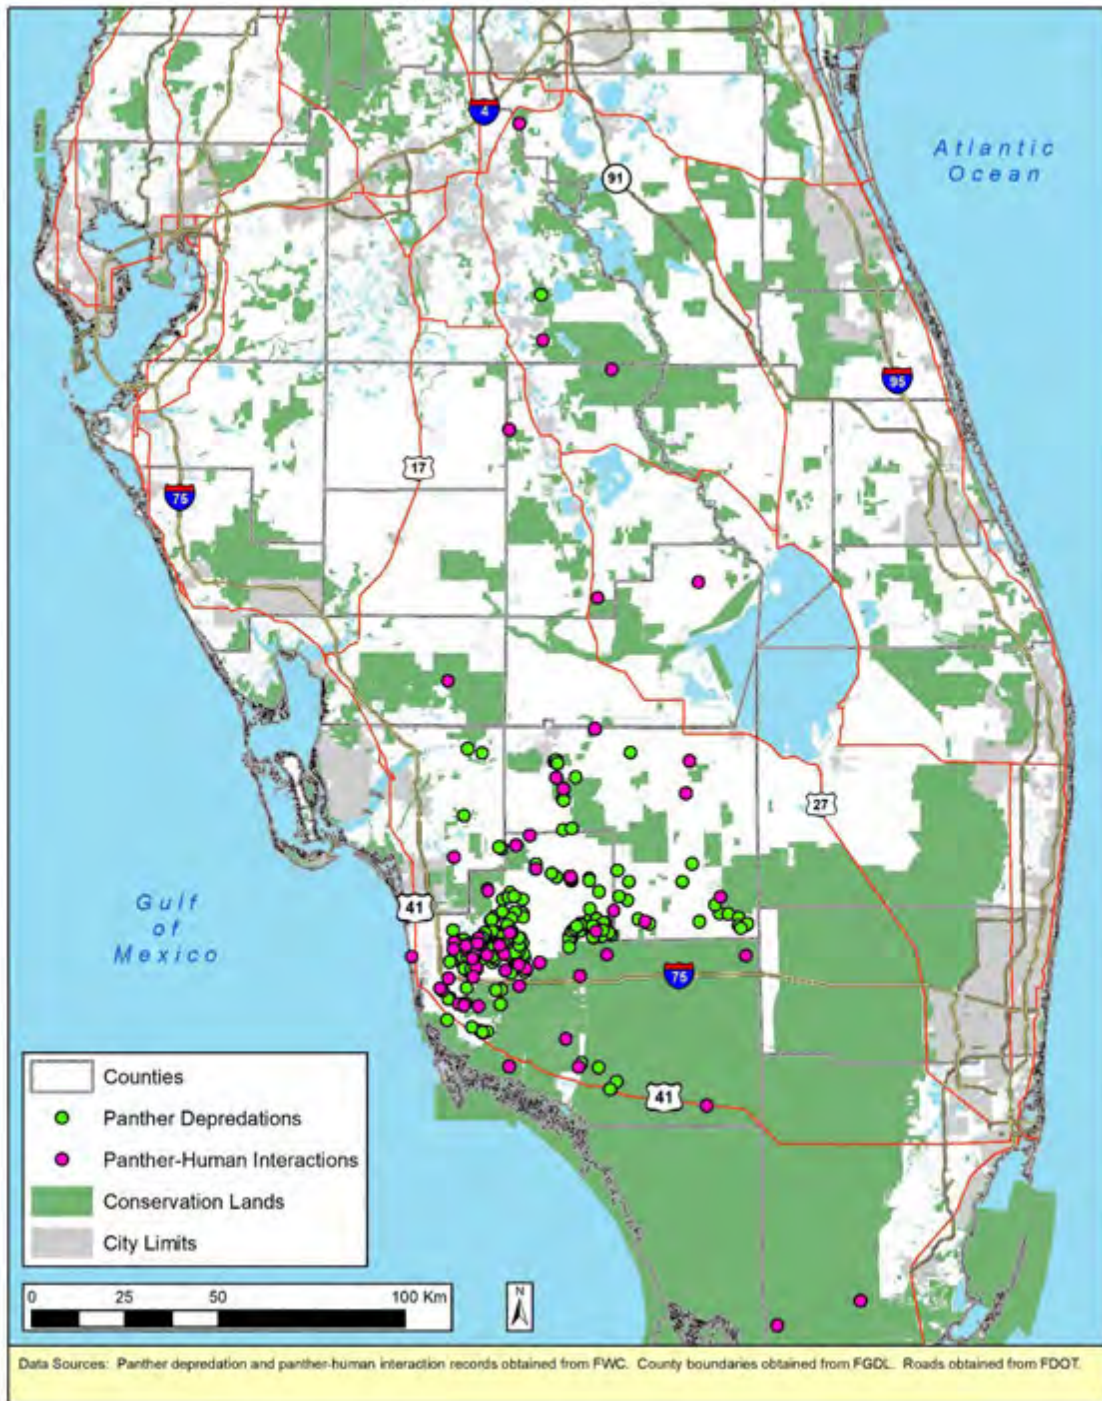 4
Atlantic
Ocean
91
95
17
75
27
Gulf
of
Mexico
41
75
41
Counties
Panther Depredations
Panther-Human Interactions
Conservation Lands
City Limits
0 25 50 100 Km
N
Data Sources: Panther depredation and panther-human interaction records obtained from FWC. County boundaries obtained from FGDL. Roads obtained from FDOT.